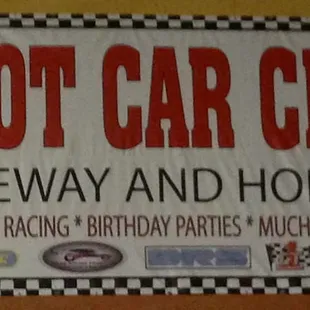 OT CAR C
EWAY AND HO
RACING * BIRTHDAY PARTIES * MUCH